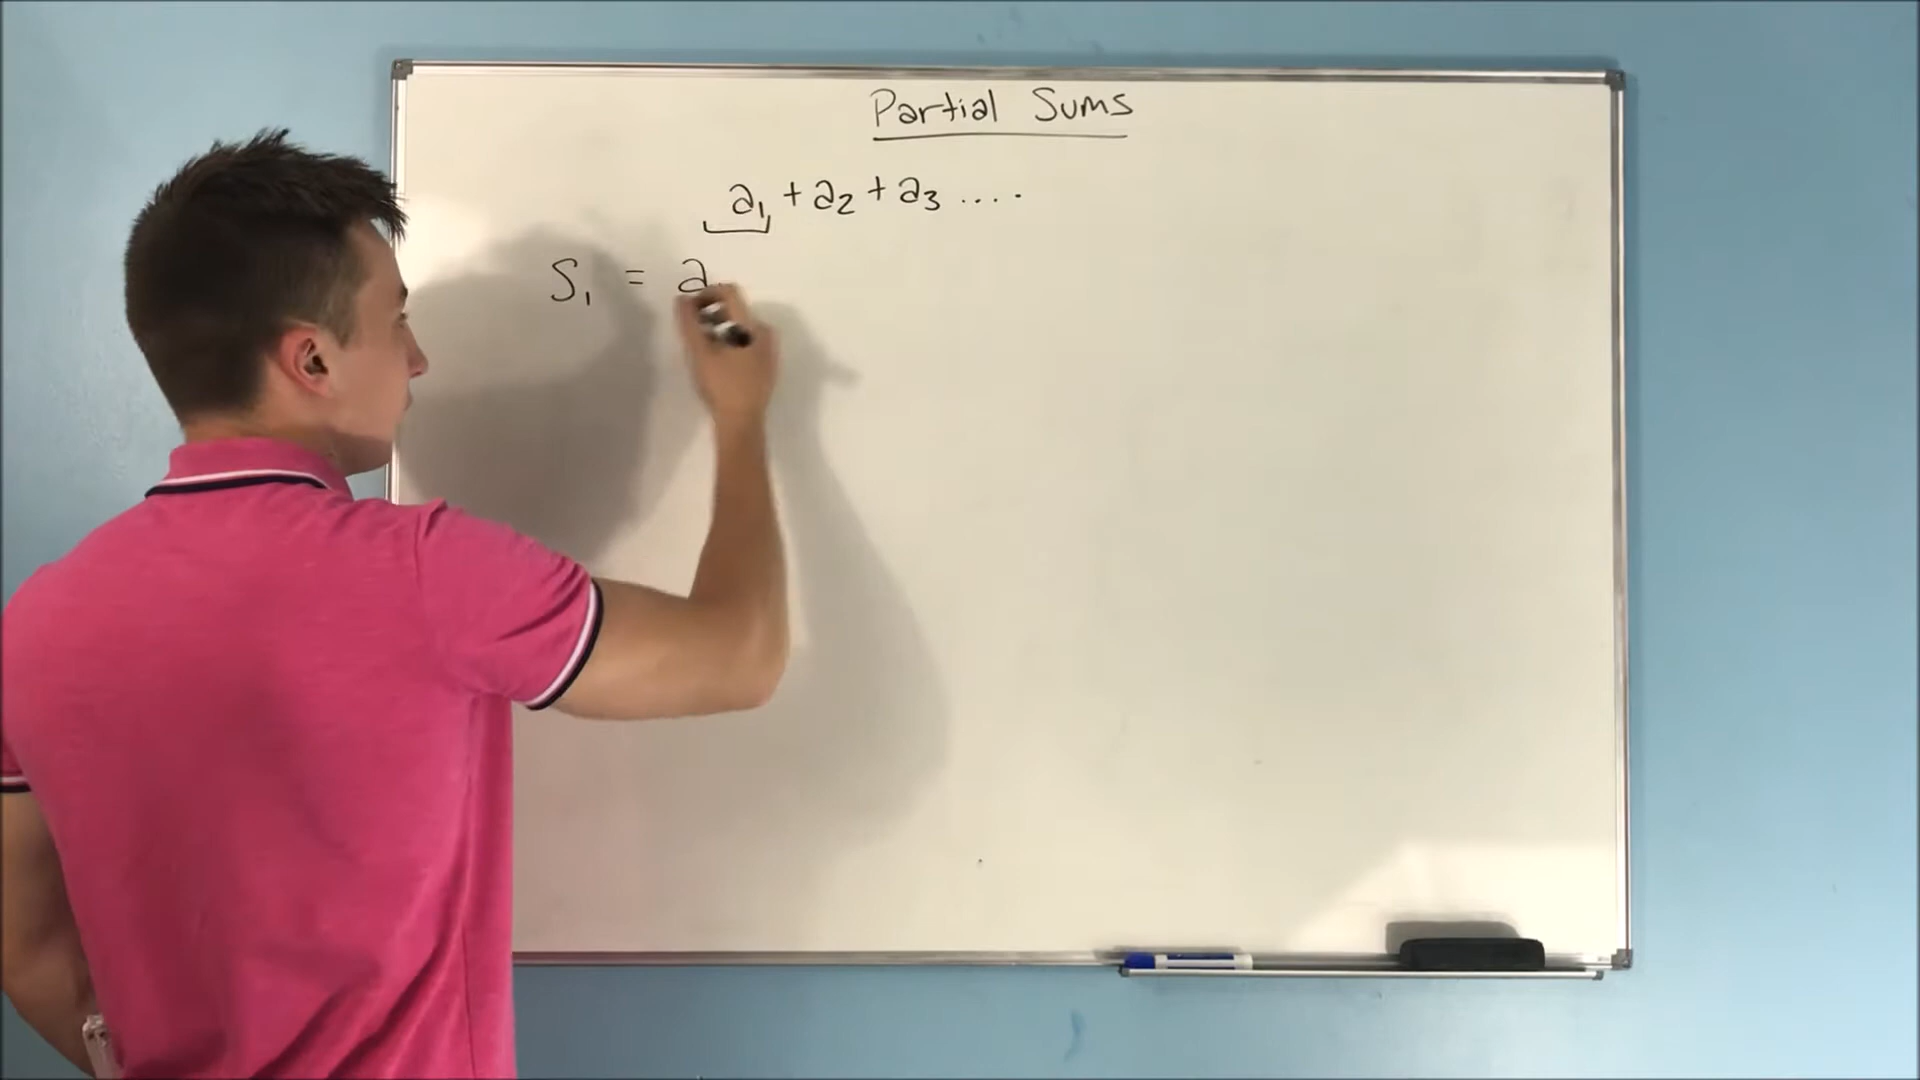 Partial Sums
a₁ + a₂ + a₃ ....
S₁ = a